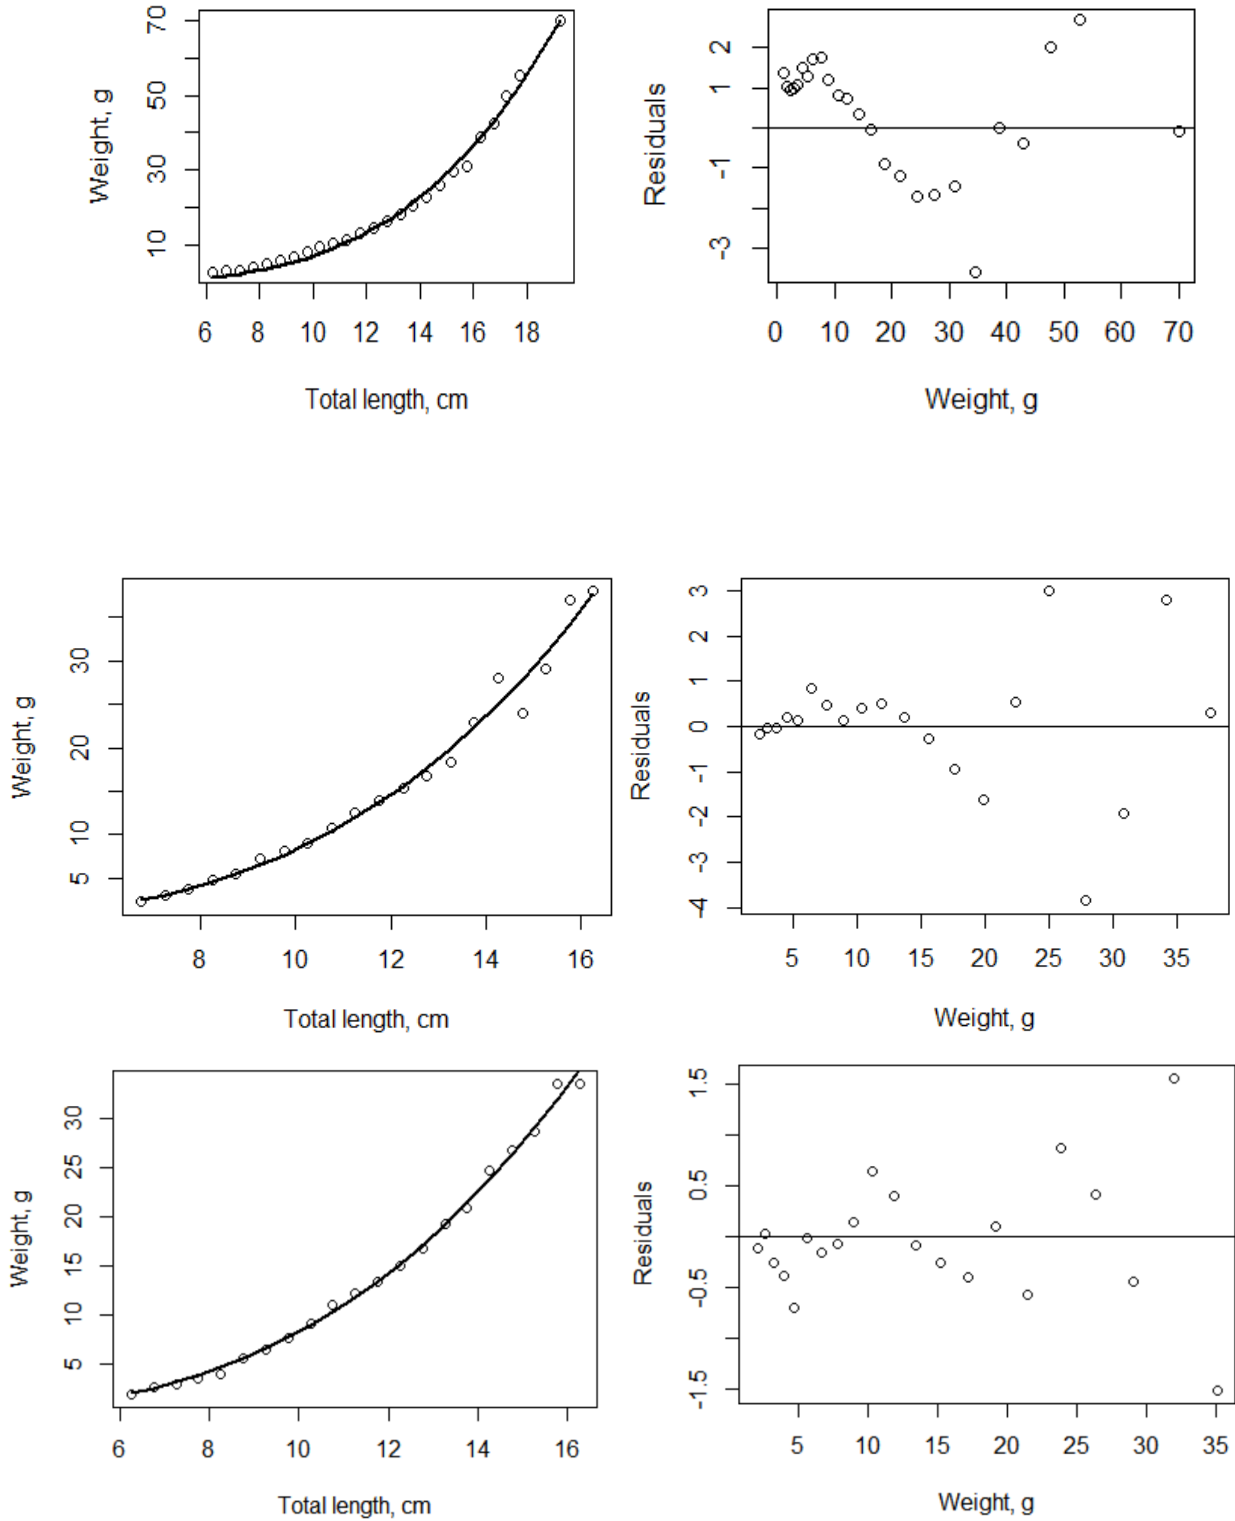 Weight, g
70
50
30
10
6 8 10 12 14 16 18
Total length, cm
Residuals
2
1
-1
-3
0 10 20 30 40 50 60 70
Weight, g
Weight, g
30
20
10
5
8 10 12 14 16
Total length, cm
Residuals
3
2
1
0
-1
-2
-3
-4
5 10 15 20 25 30 35
Weight, g
Weight, g
30
25
20
15
10
5
6 8 10 12 14 16
Total length, cm
Residuals
1.5
0.5
-0.5
-1.5
5 10 15 20 25 30 35
Weight, g